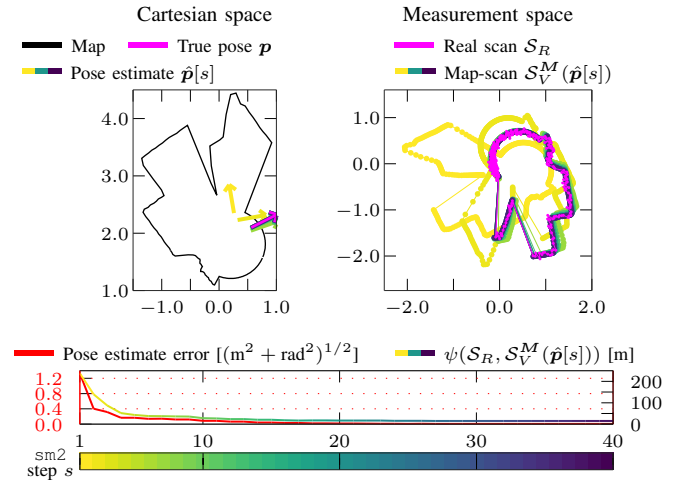 Cartesian space
Measurement space
Map
True pose p
Pose estimate p̂[s]
Real scan S_R
Map-scan S_V^M(p̂[s])
4.0
3.0
2.0
1.0
−1.0 0.0 1.0
1.0
0.0
−1.0
−2.0
−2.0 0.0 2.0
Pose estimate error [(m² + rad²)^{1/2}]
ψ(S_R, S_V^M(p̂[s])) [m]
1.2
0.8
0.4
0.0
200
100
0
1 10 20 30 40
sm2
step s